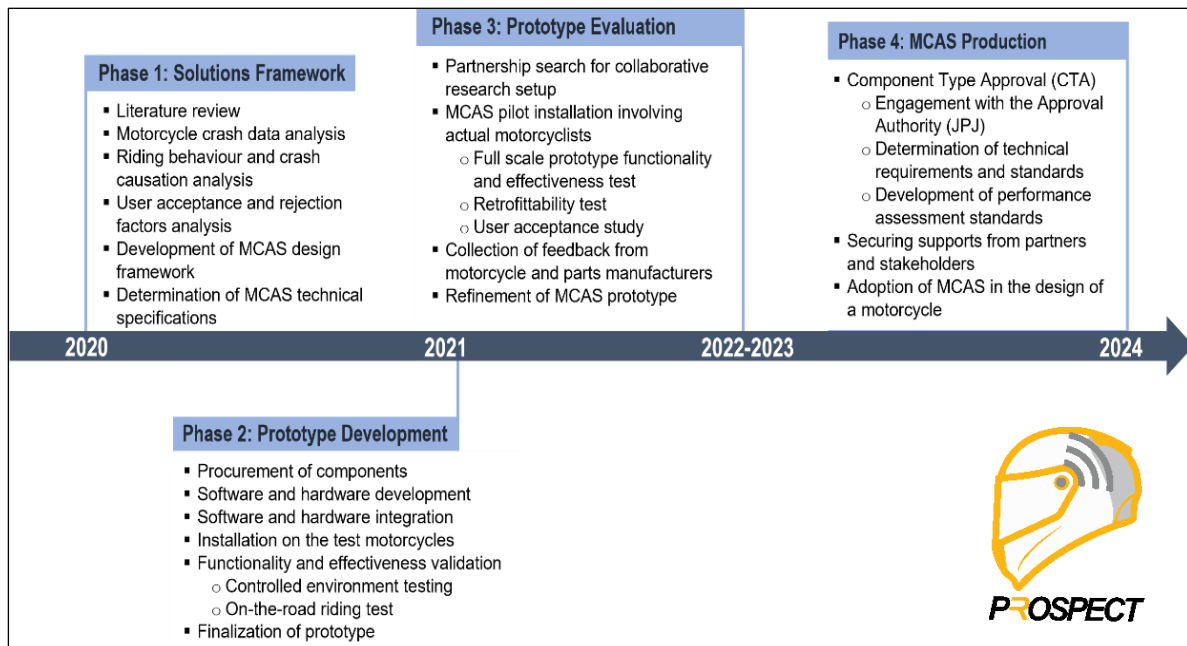 Phase 1: Solutions Framework
▪ Literature review
▪ Motorcycle crash data analysis
▪ Riding behaviour and crash
causation analysis
▪ User acceptance and rejection
factors analysis
▪ Development of MCAS design
framework
▪ Determination of MCAS technical
specifications
Phase 3: Prototype Evaluation
▪ Partnership search for collaborative
research setup
▪ MCAS pilot installation involving
actual motorcyclists
○ Full scale prototype functionality
and effectiveness test
○ Retrofittability test
○ User acceptance study
▪ Collection of feedback from
motorcycle and parts manufacturers
▪ Refinement of MCAS prototype
Phase 4: MCAS Production
▪ Component Type Approval (CTA)
○ Engagement with the Approval
Authority (JPJ)
○ Determination of technical
requirements and standards
○ Development of performance
assessment standards
▪ Securing supports from partners
and stakeholders
▪ Adoption of MCAS in the design of
a motorcycle
2020
2021
2022-2023
2024
Phase 2: Prototype Development
▪ Procurement of components
▪ Software and hardware development
▪ Software and hardware integration
▪ Installation on the test motorcycles
▪ Functionality and effectiveness validation
○ Controlled environment testing
○ On-the-road riding test
▪ Finalization of prototype
PROSPECT